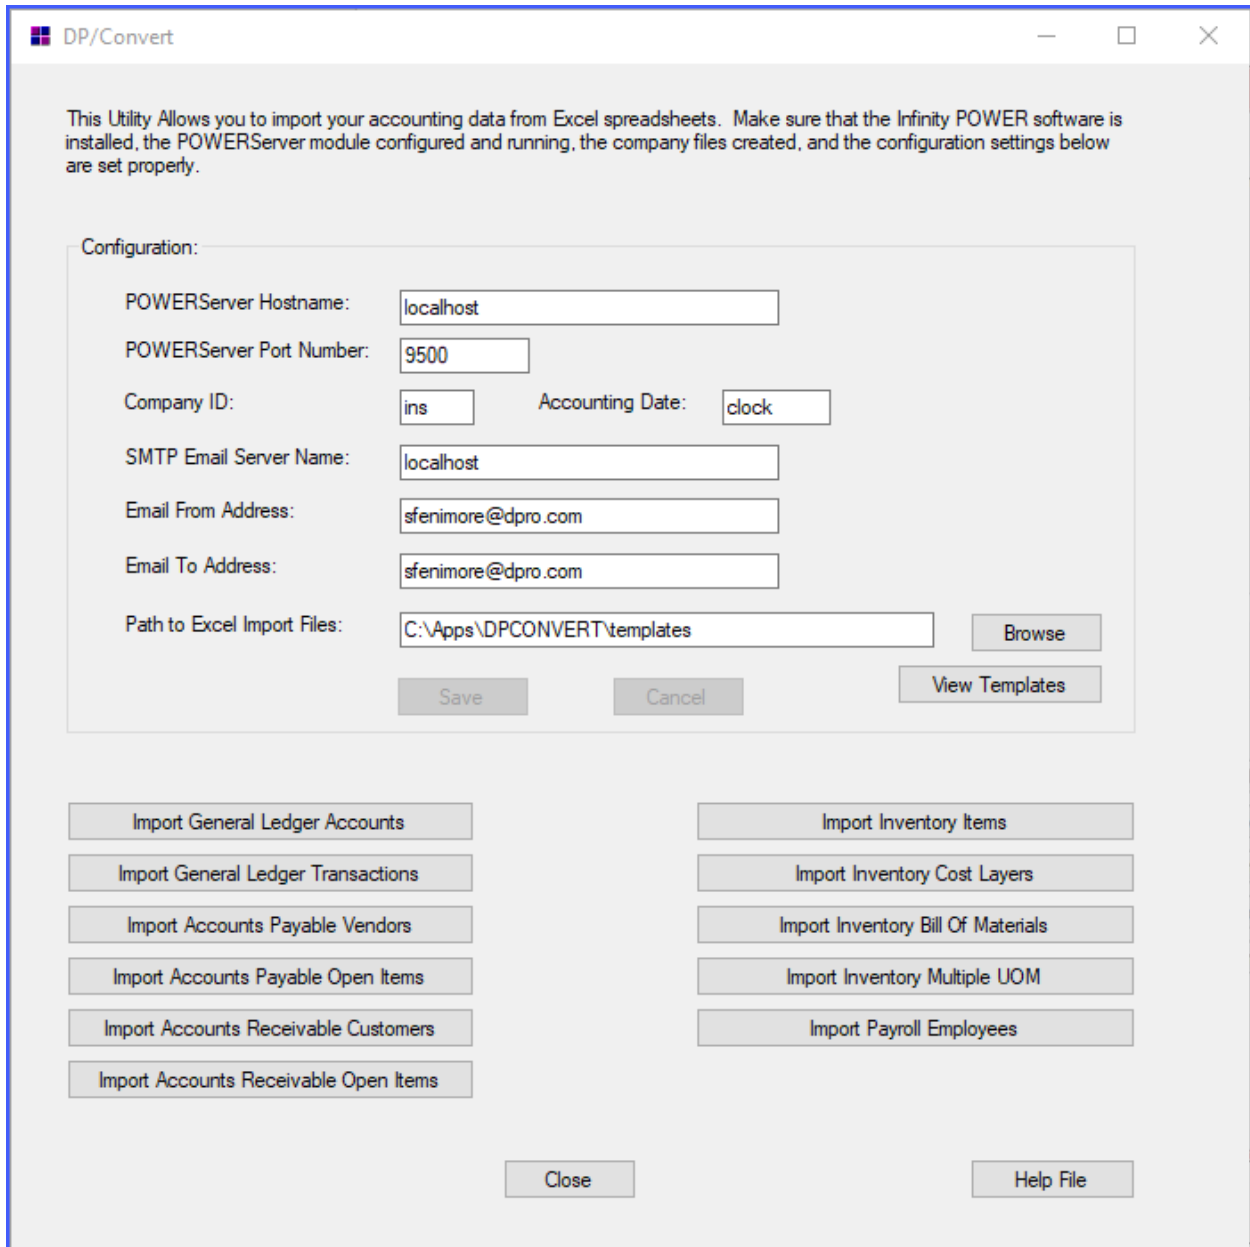 DP/Convert
This Utility Allows you to import your accounting data from Excel spreadsheets.  Make sure that the Infinity POWER software is
installed, the POWERServer module configured and running, the company files created, and the configuration settings below
are set properly.
Configuration:
POWERServer Hostname: localhost
POWERServer Port Number: 9500
Company ID: ins Accounting Date: clock
SMTP Email Server Name: localhost
Email From Address: sfenimore@dpro.com
Email To Address: sfenimore@dpro.com
Path to Excel Import Files: C:\Apps\DPCONVERT\templates Browse
Save Cancel View Templates
Import General Ledger Accounts Import Inventory Items
Import General Ledger Transactions Import Inventory Cost Layers
Import Accounts Payable Vendors Import Inventory Bill Of Materials
Import Accounts Payable Open Items Import Inventory Multiple UOM
Import Accounts Receivable Customers Import Payroll Employees
Import Accounts Receivable Open Items
Close Help File